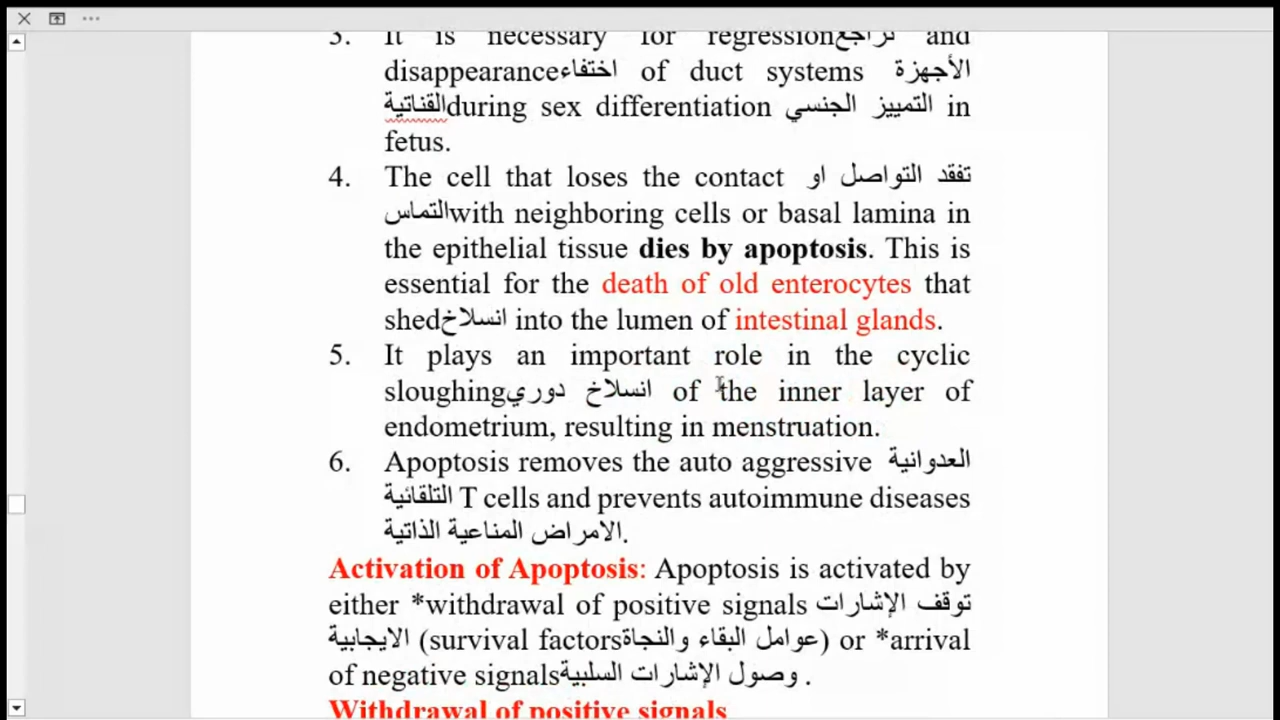 3. It is necessary for regressionتراجع and
disappearanceاختفاء of duct systems الأجهزة
القناتيةduring sex differentiation التمييز الجنسي in
fetus.
4. The cell that loses the contact تفقد التواصل او
التماسwith neighboring cells or basal lamina in
the epithelial tissue dies by apoptosis. This is
essential for the death of old enterocytes that
shedانسلاخ into the lumen of intestinal glands.
5. It plays an important role in the cyclic
sloughingانسلاخ دوري of the inner layer of
endometrium, resulting in menstruation.
6. Apoptosis removes the auto aggressive العدوانية
التلقائية T cells and prevents autoimmune diseases
الامراض المناعية الذاتية.
Activation of Apoptosis: Apoptosis is activated by
either *withdrawal of positive signals توقف الإشارات
الايجابية (survival factorsعوامل البقاء والنجاة) or *arrival
of negative signalsوصول الإشارات السلبية .
Withdrawal of positive signals